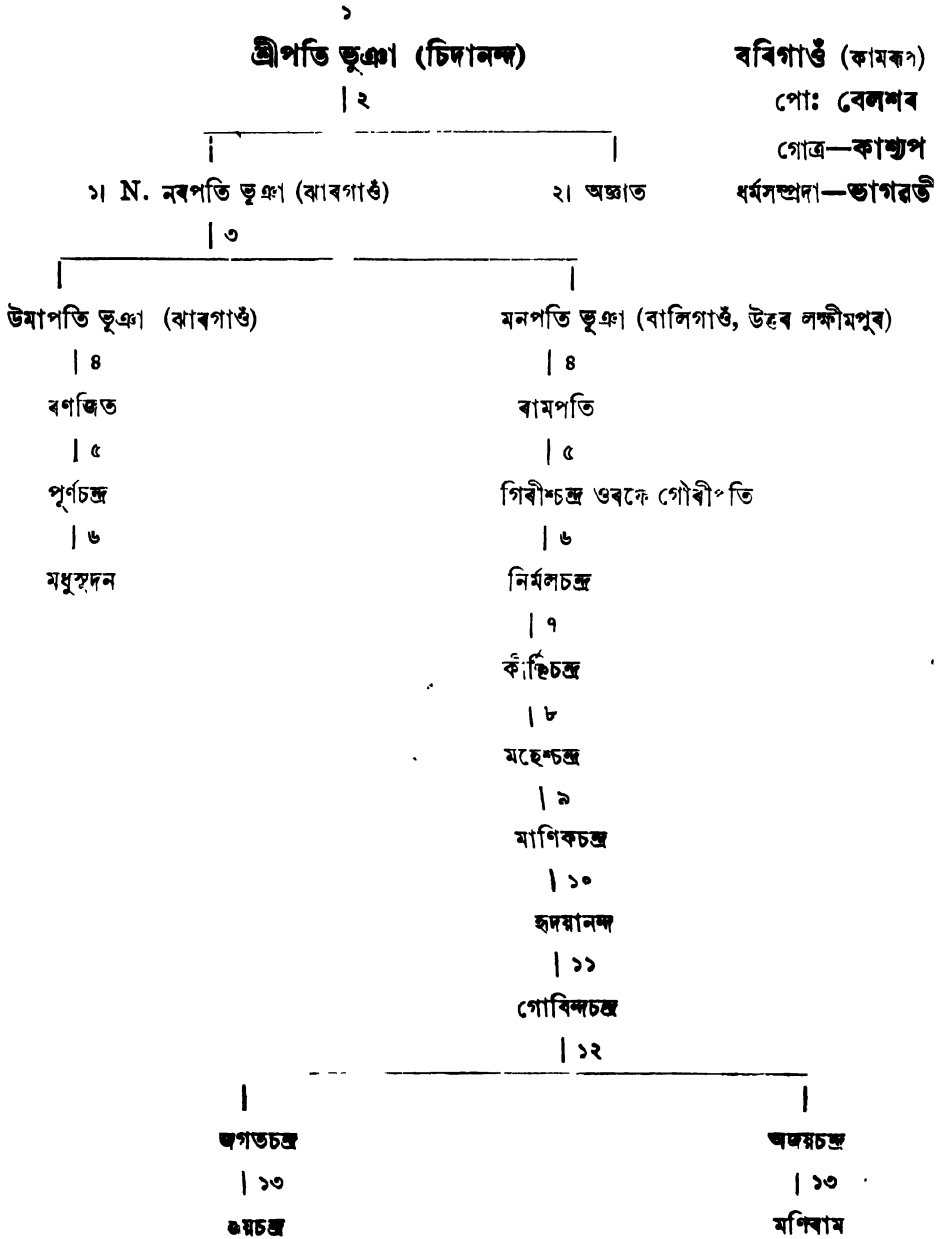 ১
শ্ৰীপতি ভূঞা (চিদানন্দ) বৰিগাওঁ (কামৰূপ)
| ২ পো: বেলশৰ
গোত্ৰ—কাশ্যপ
১। N. নৰপতি ভূঞা (ঝাৰগাওঁ) ২। অজ্ঞাত ধৰ্মসম্প্ৰদা—ভাগৱতী
| ৩
উমাপতি ভূঞা (ঝাৰগাওঁ) মনপতি ভূঞা (বালিগাওঁ, উত্তৰ লক্ষীমপুৰ)
| ৪ | ৪
ৰণজিত ৰামপতি
| ৫ | ৫
পূৰ্ণচন্দ্ৰ গিৰীশচন্দ্ৰ ওৰফে গৌৰীপতি
| ৬ | ৬
মধুসূদন নিৰ্মলচন্দ্ৰ
| ৭
কীৰ্ত্তিচন্দ্ৰ
| ৮
মহেশচন্দ্ৰ
| ৯
মাণিকচন্দ্ৰ
| ১০
হৃদয়ানন্দ
| ১১
গোবিন্দচন্দ্ৰ
| ১২
জগতচন্দ্ৰ অজয়চন্দ্ৰ
| ১৩ | ১৩
মণিৰাম